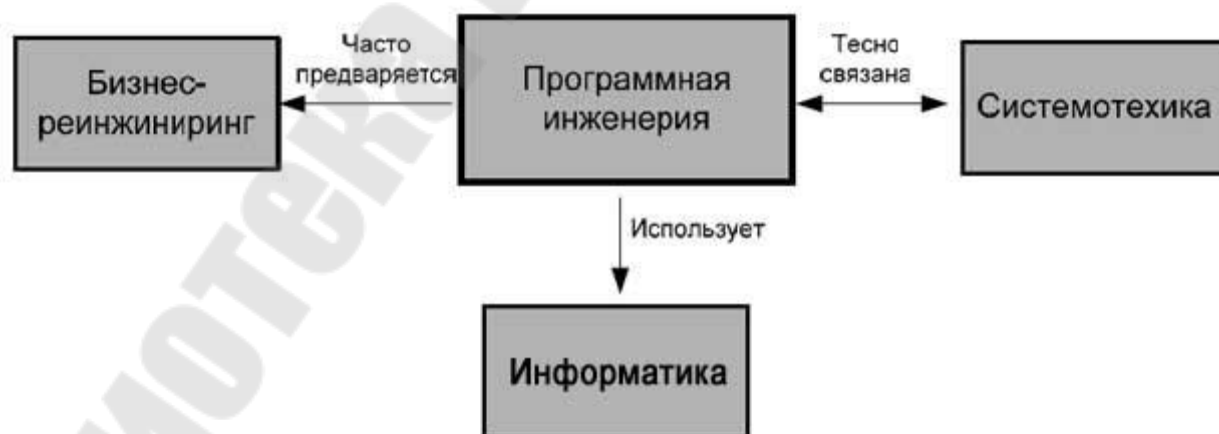 Часто
предваряется
Бизнес-
реинжиниринг
Программная
инженерия
Тесно
связана
Системотехика
Использует
Информатика